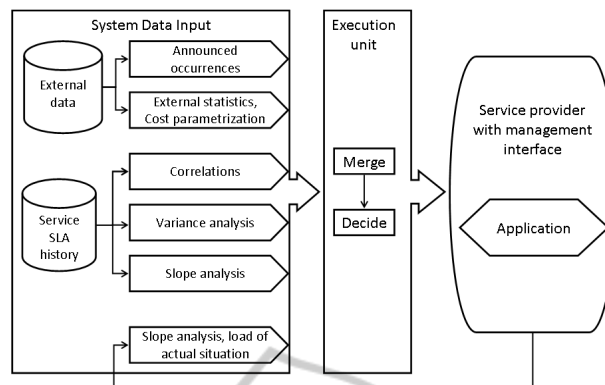 System Data Input
External
data
Announced
occurrences
External statistics,
Cost parametrization
Service
SLA
history
Correlations
Variance analysis
Slope analysis
Slope analysis, load of
actual situation
Execution
unit
Merge
Decide
Service provider
with management
interface
Application